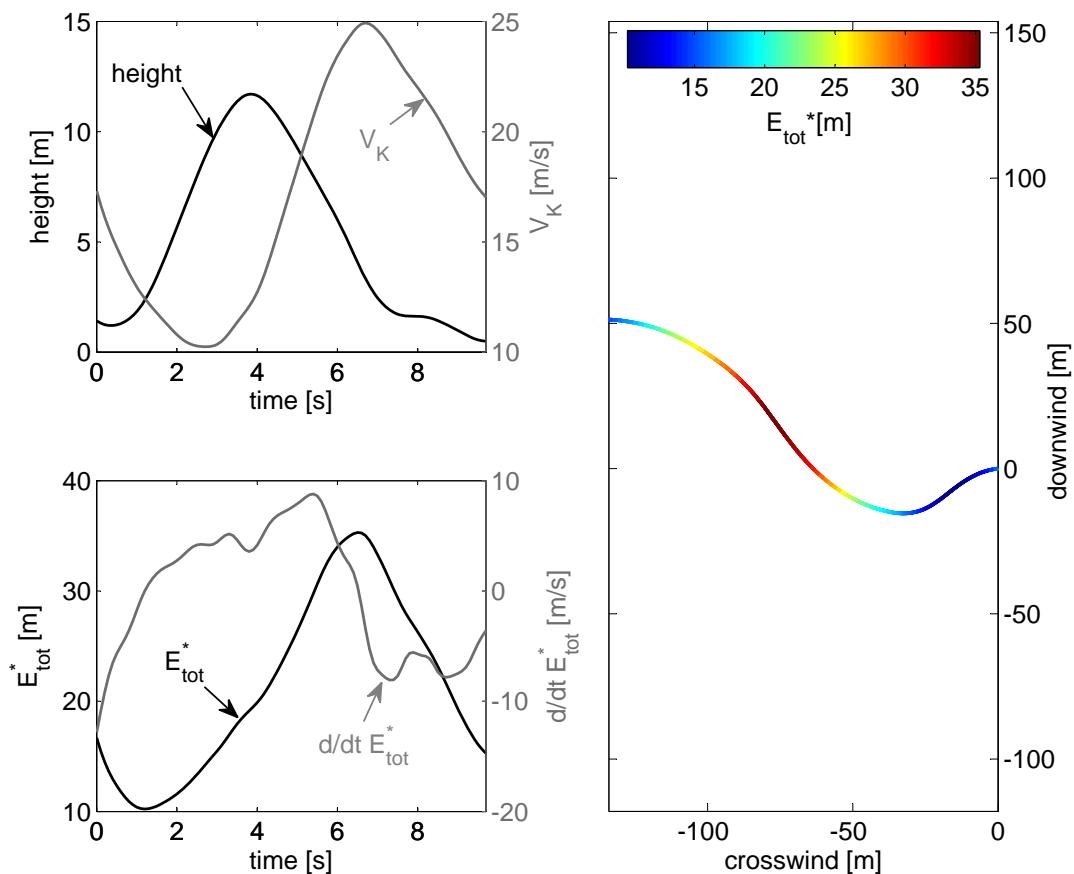 15
10
5
0
height [m]
height
V_K
25
20
15
10
V_K [m/s]
0 2 4 6 8
time [s]
40
30
20
10
E*_tot [m]
E*_tot
d/dt E*_tot
10
0
-10
-20
d/dt E*_tot [m/s]
0 2 4 6 8
time [s]
15 20 25 30 35
E_tot*[m]
150
100
50
0
-50
-100
downwind [m]
-100 -50 0
crosswind [m]